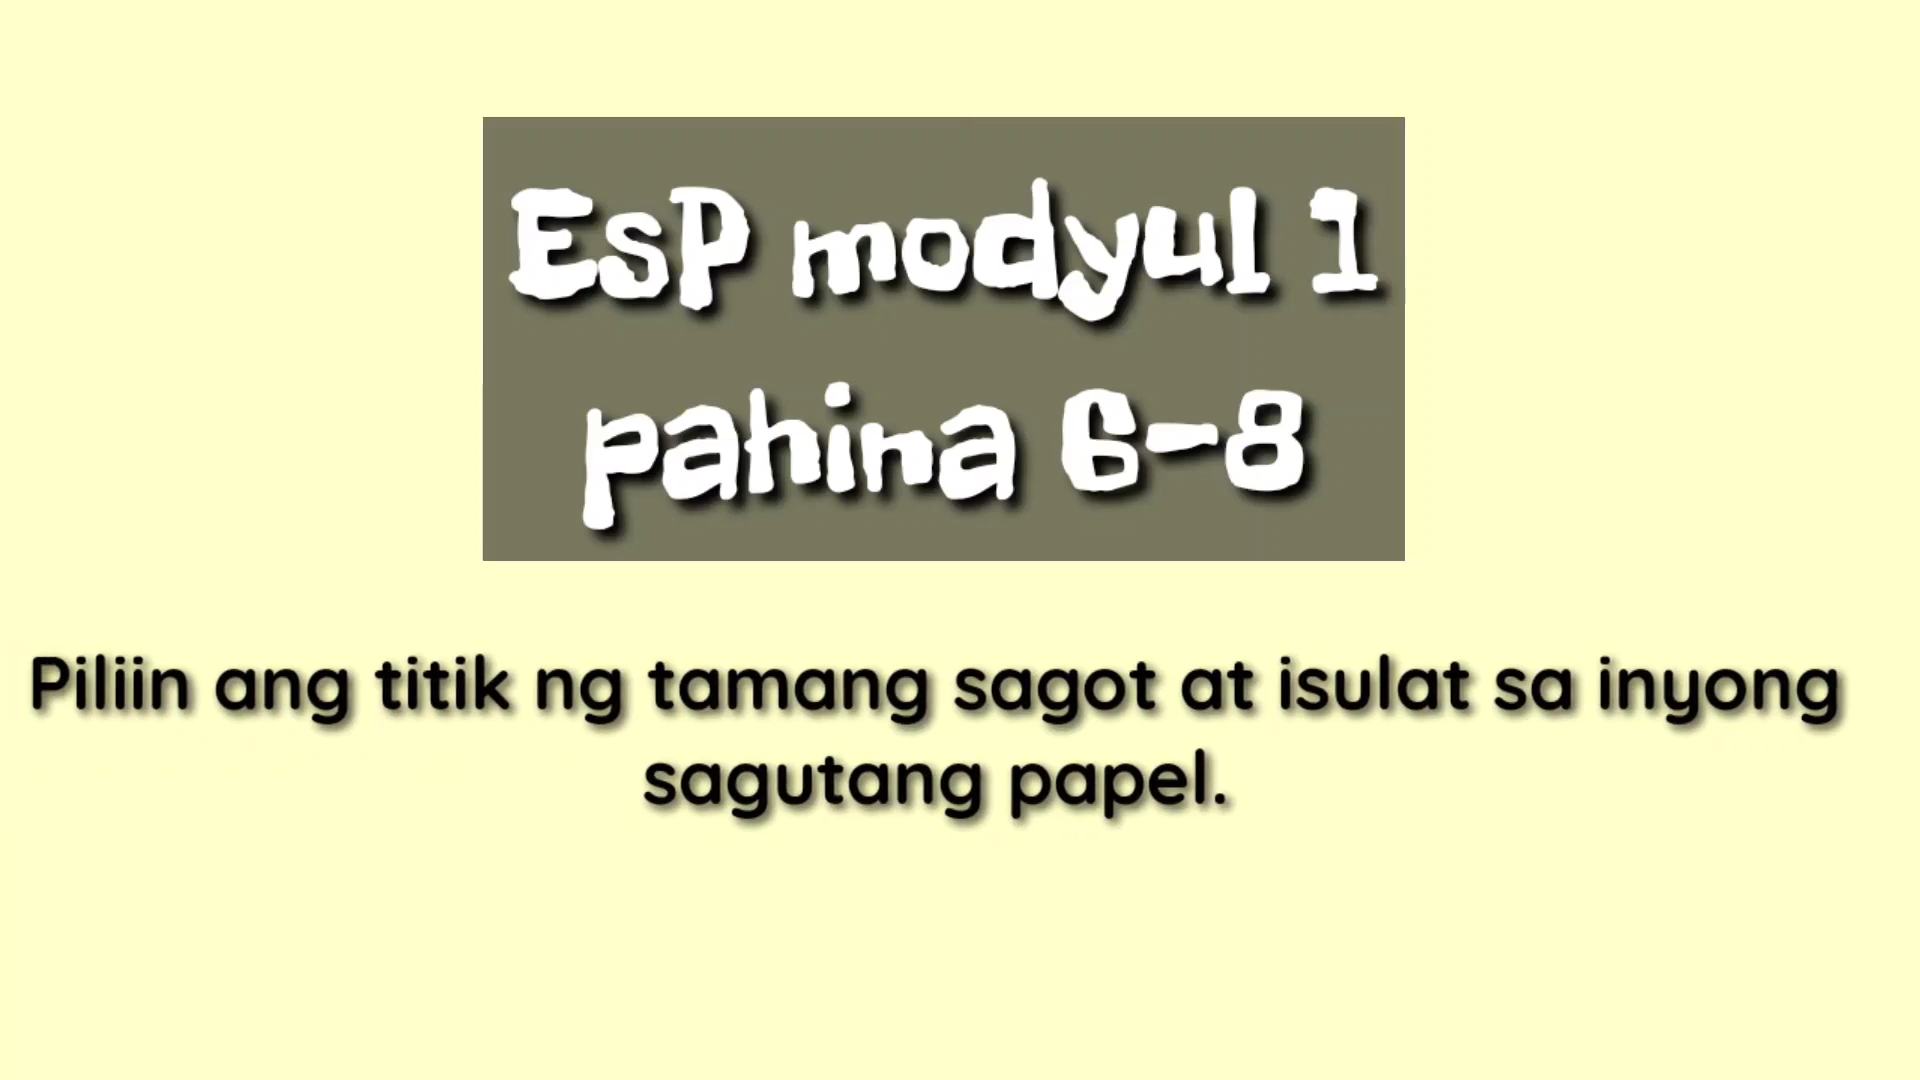 EsP modyul 1
pahina 6-8
Piliin ang titik ng tamang sagot at isulat sa inyong
sagutang papel.